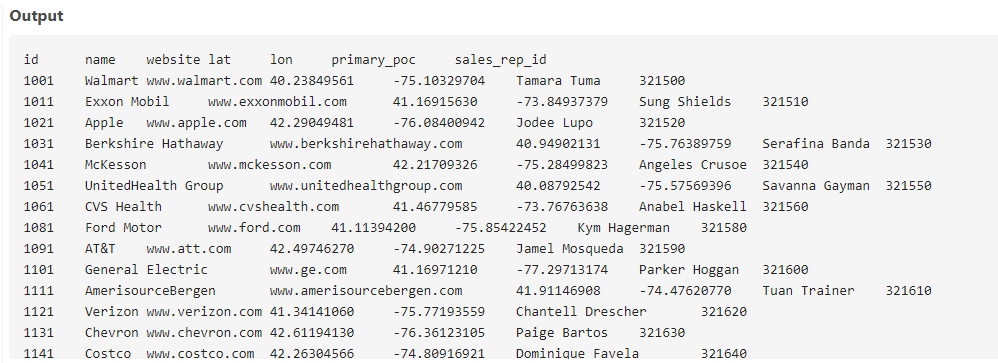 Output
id name website lat lon primary_poc sales_rep_id
1001 Walmart www.walmart.com 40.23849561 -75.10329704 Tamara Tuma 321500
1011 Exxon Mobil www.exxonmobil.com 41.16915630 -73.84937379 Sung Shields 321510
1021 Apple www.apple.com 42.29049481 -76.08400942 Jodee Lupo 321520
1031 Berkshire Hathaway www.berkshirehathaway.com 40.94902131 -75.76389759 Serafina Banda 321530
1041 McKesson www.mckesson.com 42.21709326 -75.28499823 Angeles Crusoe 321540
1051 UnitedHealth Group www.unitedhealthgroup.com 40.08792542 -75.57569396 Savanna Gayman 321550
1061 CVS Health www.cvshealth.com 41.46779585 -73.76763638 Anabel Haskell 321560
1081 Ford Motor www.ford.com 41.11394200 -75.85422452 Kym Hagerman 321580
1091 AT&T www.att.com 42.49746270 -74.90271225 Jamel Mosqueda 321590
1101 General Electric www.ge.com 41.16971210 -77.29713174 Parker Hoggan 321600
1111 AmerisourceBergen www.amerisourcebergen.com 41.91146908 -74.47620770 Tuan Trainer 321610
1121 Verizon www.verizon.com 41.34141060 -75.77193559 Chantell Drescher 321620
1131 Chevron www.chevron.com 42.61194130 -76.36123105 Paige Bartos 321630
1141 Costco www.costco.com 42.26304566 -74.80916921 Dominique Favela 321640